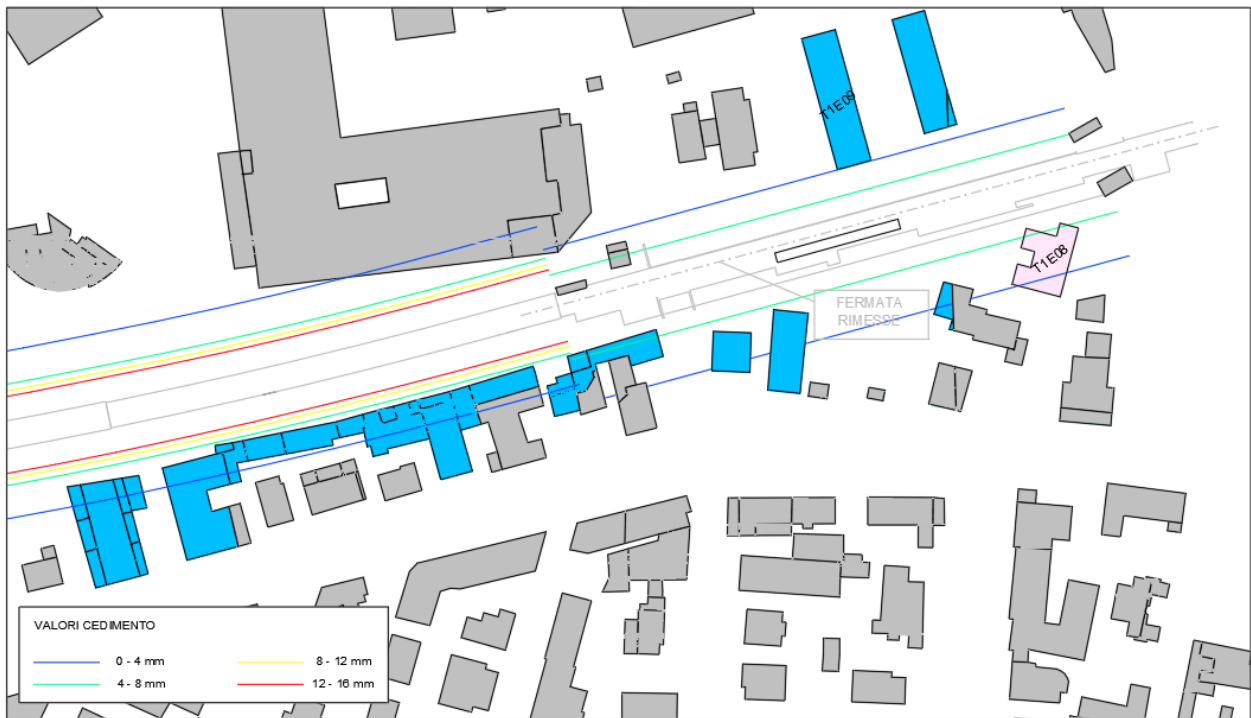 T1E09
T1E08
FERMATA
RIMESSE
VALORI CEDIMENTO
0 - 4 mm
8 - 12 mm
4 - 8 mm
12 - 16 mm